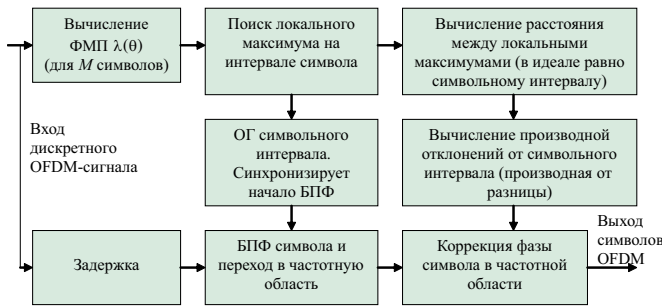 Вычисление
ФМП λ(θ)
(для M символов)
Поиск локального
максимума на
интервале символа
Вычисление расстояния
между локальными
максимумами (в идеале равно
символьному интервалу)
Вход
дискретного
OFDM-сигнала
ОГ символьного
интервала.
Синхронизирует
начало БПФ
Вычисление производной
отклонений от символьного
интервала (производная от
разницы)
Задержка
БПФ символа и
переход в частотную
область
Коррекция фазы
символа в частотной
области
Выход
символов
OFDM